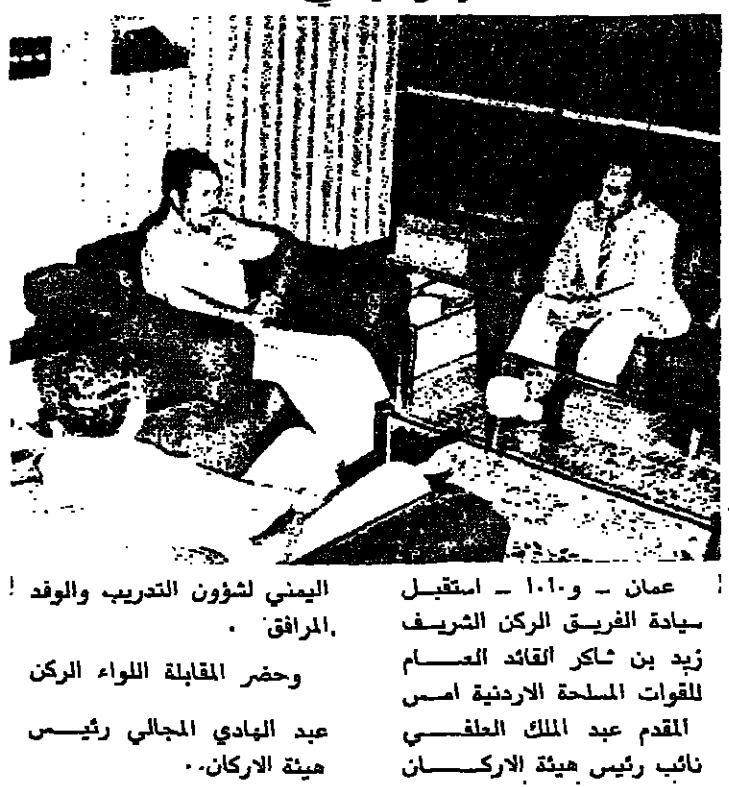 عمان ــ و.ا.ا ــ استقبل
سيادة الفريق الركن الشريف
زيد بن شاكر القائد العام
للقوات المسلحة الاردنية امس
المقدم عبد الملك العلفي
نائب رئيس هيئة الاركان
اليمني لشؤون التدريب والوفد
المرافق .
وحضر المقابلة اللواء الركن
عبد الهادي المجالي رئيس
هيئة الاركان.